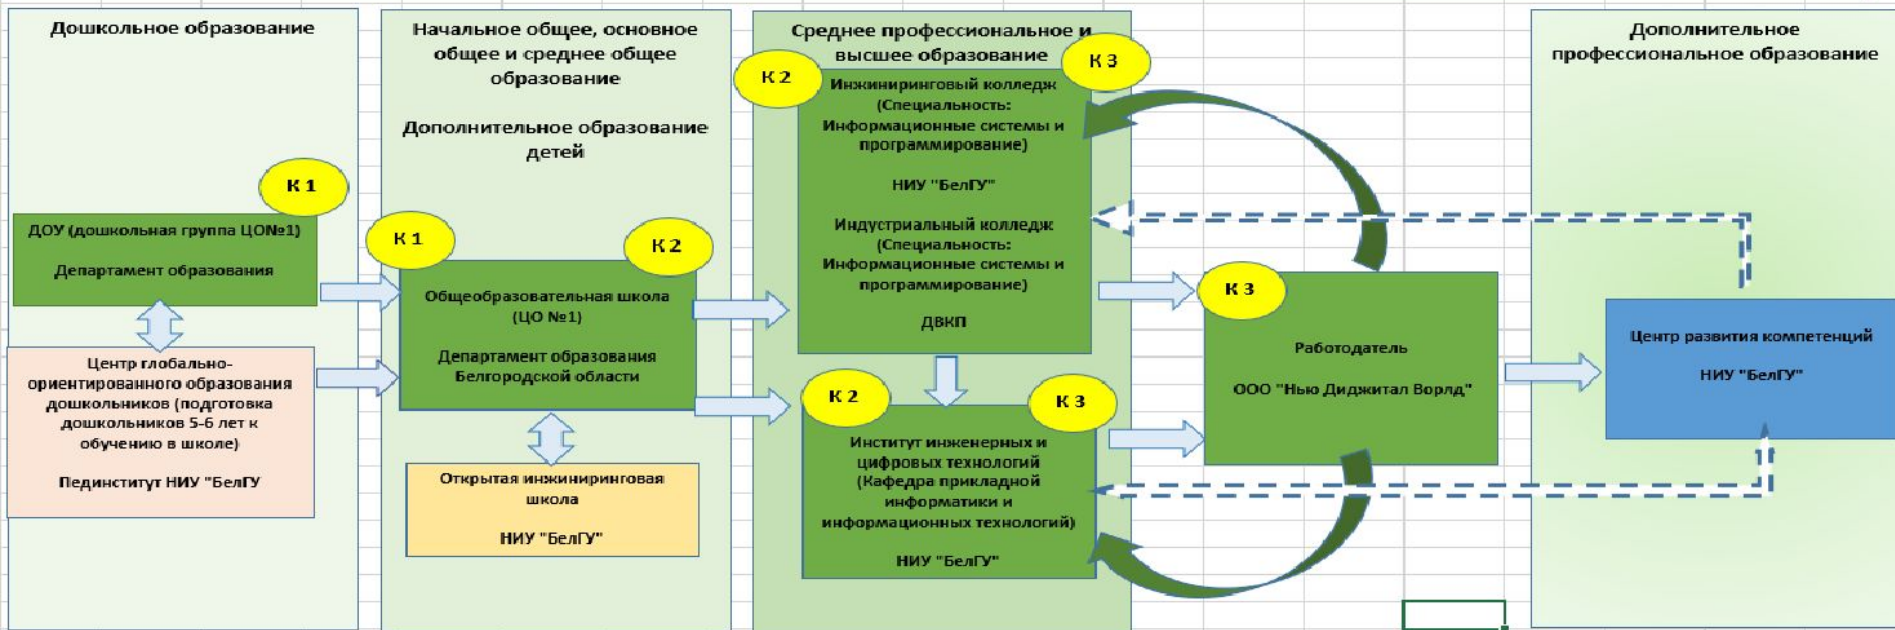 Дошкольное образование
К 1
ДОУ (дошкольная группа ЦО№1)
Департамент образования
Центр глобально-
ориентированного образования
дошкольников (подготовка
дошкольников 5-6 лет к
обучению в школе)
Пединститут НИУ "БелГУ
Начальное общее, основное
общее и среднее общее
образование
Дополнительное образование
детей
К 1
К 2
Общеобразовательная школа
(ЦО №1)
Департамент образования
Белгородской области
Открытая инжиниринговая
школа
НИУ "БелГУ"
Среднее профессиональное и
высшее образование
К 2
К 3
Инжиниринговый колледж
(Специальность:
Информационные системы и
программирование)
НИУ "БелГУ"
Индустриальный колледж
(Специальность:
Информационные системы и
программирование)
ДВКП
К 2
К 3
Институт инженерных и
цифровых технологий
(Кафедра прикладной
информатики и
информационных технологий)
НИУ "БелГУ"
К 3
Работодатель
ООО "Нью Диджитал Ворлд"
Дополнительное
профессиональное образование
Центр развития компетенций
НИУ "БелГУ"